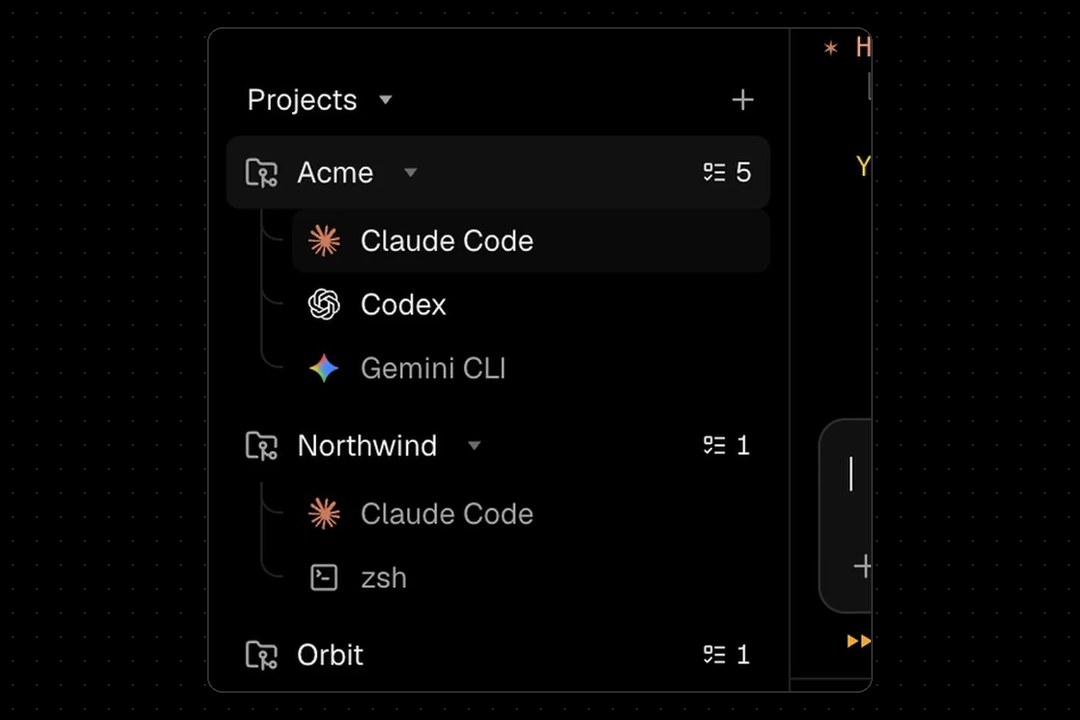 Projects
Acme 5
Claude Code
Codex
Gemini CLI
Northwind 1
Claude Code
zsh
Orbit 1
H
Y